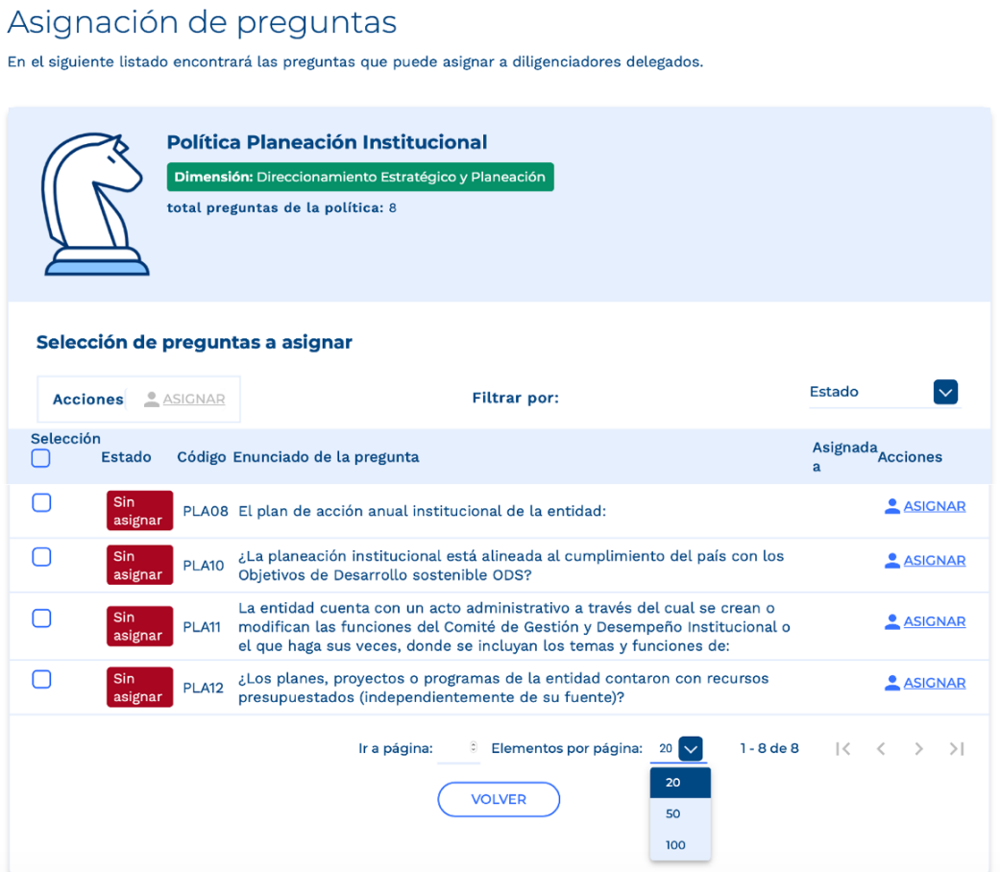 Asignación de preguntas
En el siguiente listado encontrará las preguntas que puede asignar a diligenciadores delegados.
Política Planeación Institucional
Dimensión: Direccionamiento Estratégico y Planeación
total preguntas de la política: 8
Selección de preguntas a asignar
Acciones ASIGNAR
Filtrar por:
Estado
Selección
Estado Código Enunciado de la pregunta Asignada a Acciones
Sin asignar PLA08 El plan de acción anual institucional de la entidad: ASIGNAR
Sin asignar PLA10 ¿La planeación institucional está alineada al cumplimiento del país con los
Objetivos de Desarrollo sostenible ODS? ASIGNAR
Sin asignar PLA11 La entidad cuenta con un acto administrativo a través del cual se crean o
modifican las funciones del Comité de Gestión y Desempeño Institucional o
el que haga sus veces, donde se incluyan los temas y funciones de: ASIGNAR
Sin asignar PLA12 ¿Los planes, proyectos o programas de la entidad contaron con recursos
presupuestados (independientemente de su fuente)? ASIGNAR
Ir a página: Elementos por página: 20 1 - 8 de 8
VOLVER
20
50
100